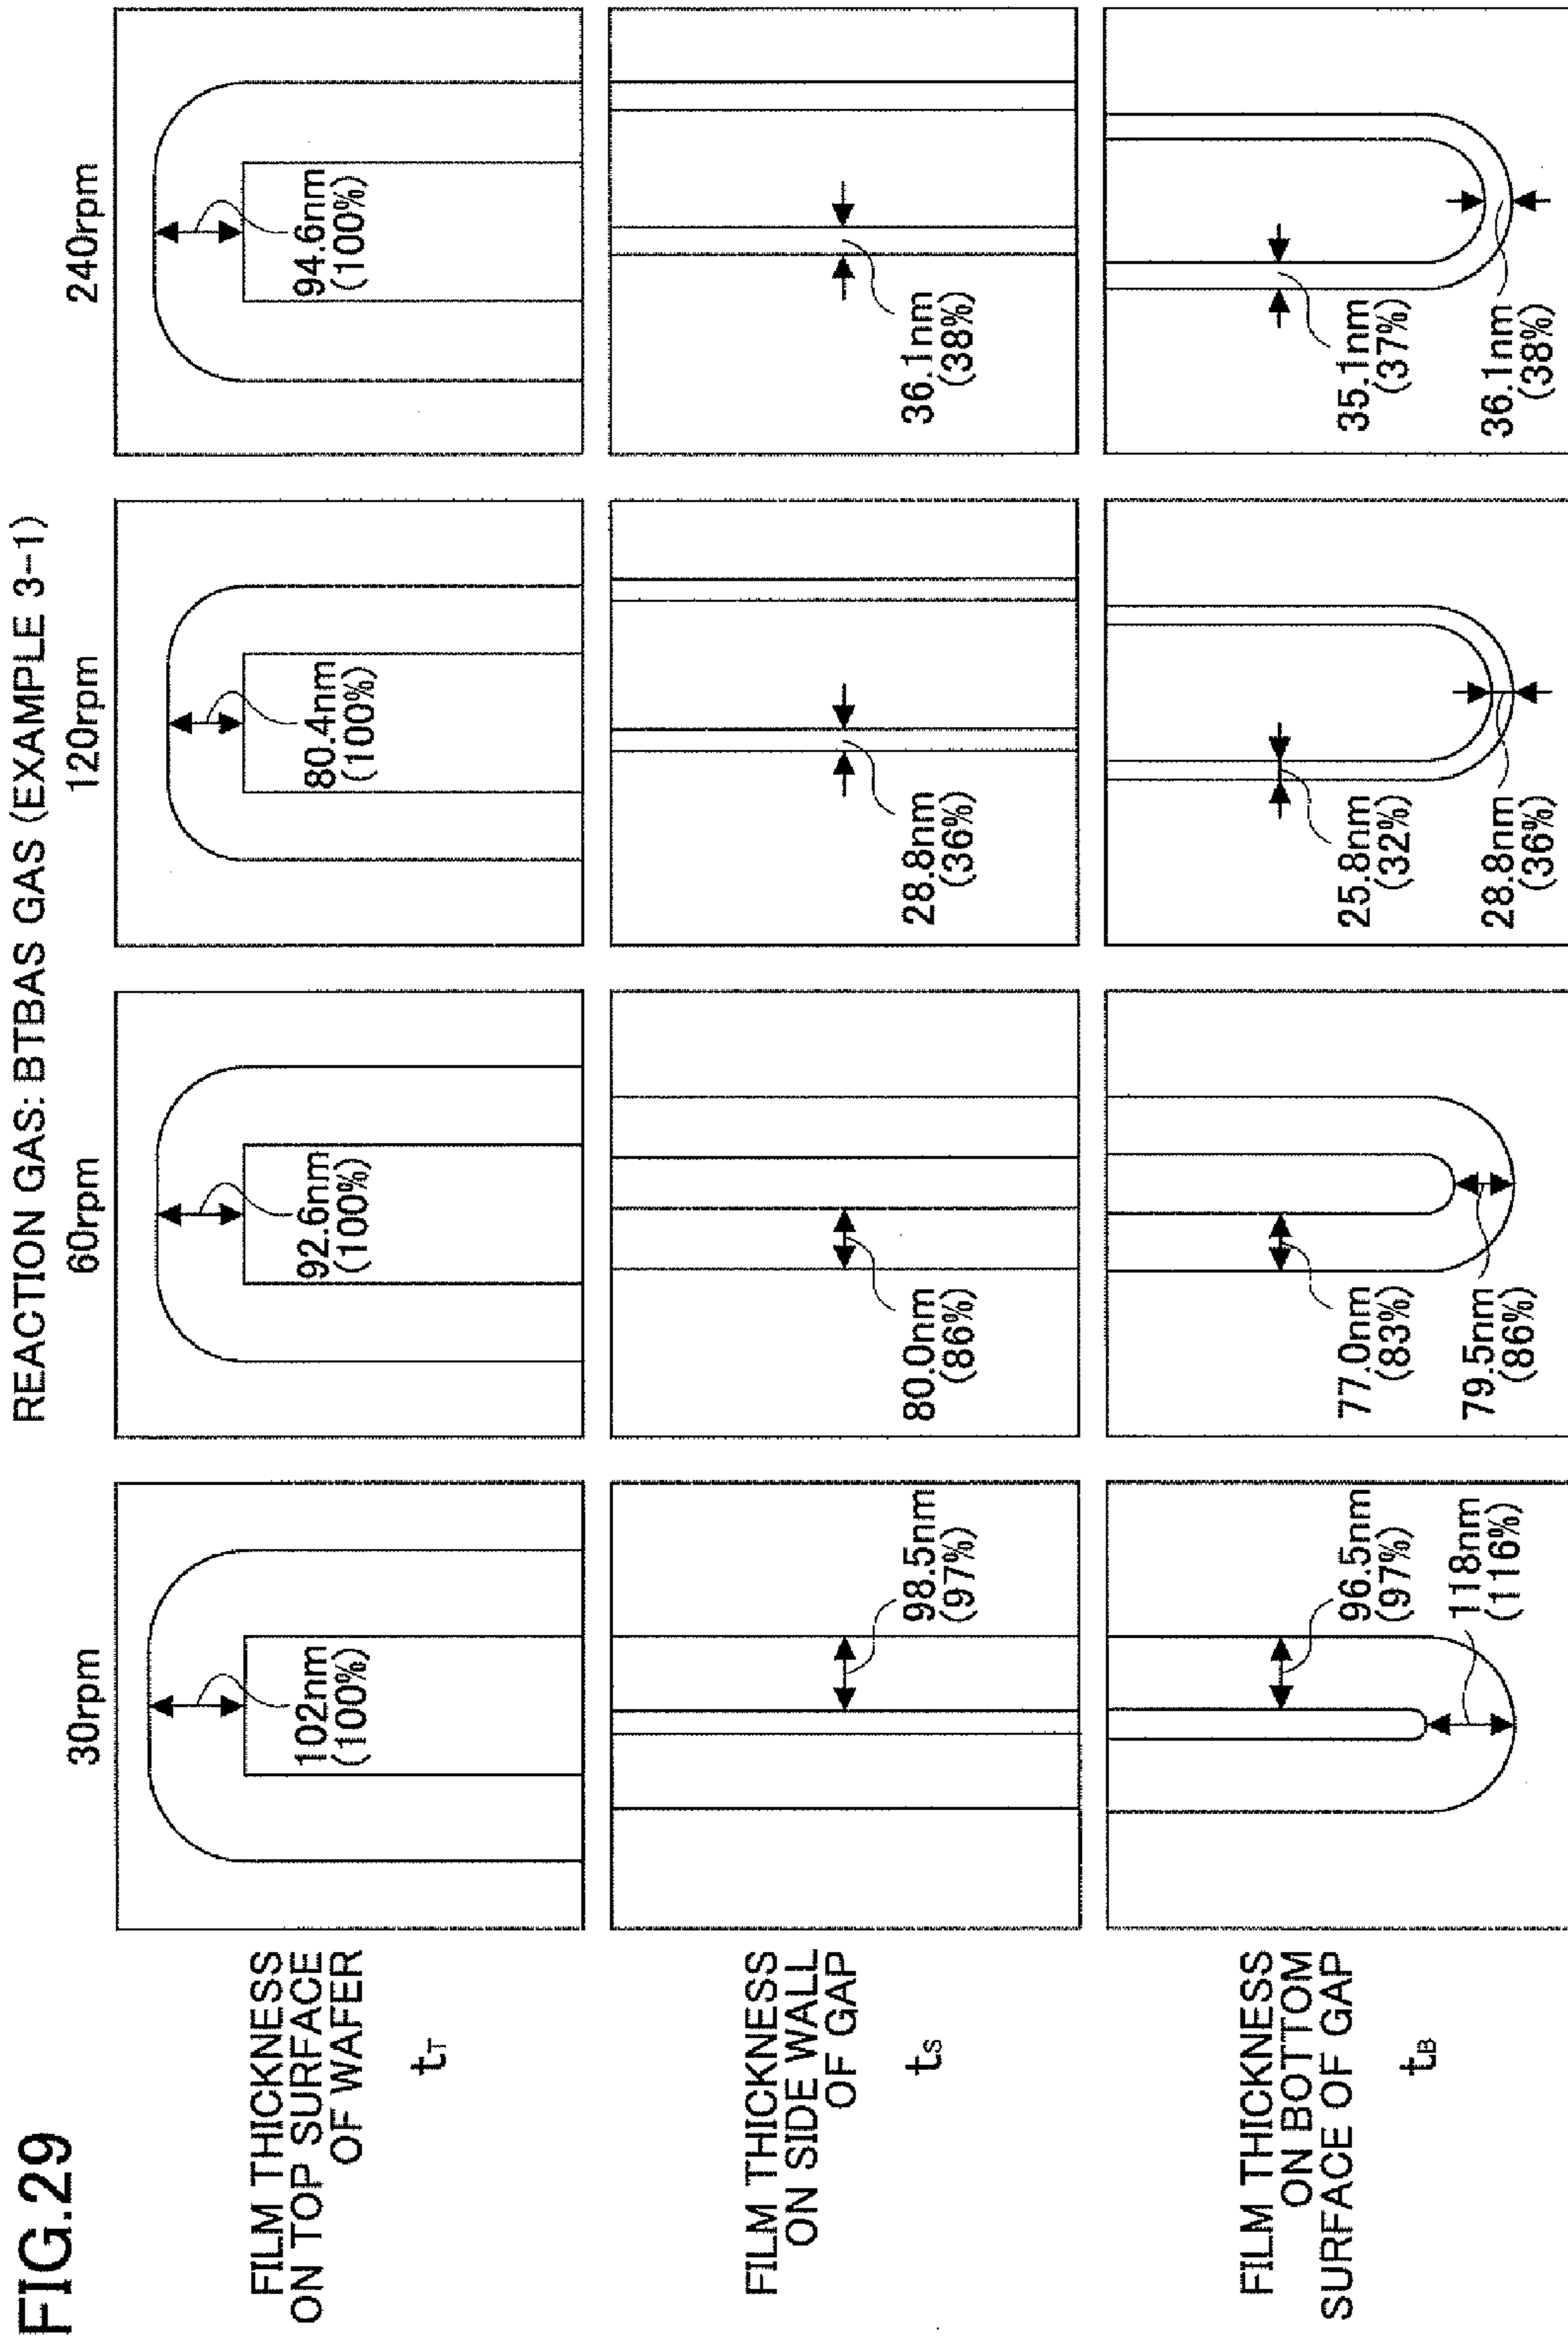 FIG.29
REACTION GAS: BTBAS GAS (EXAMPLE 3-1)
30rpm
60rpm
120rpm
240rpm
FILM THICKNESS
ON TOP SURFACE
OF WAFER
tT
102nm
(100%)
92.6nm
(100%)
80.4nm
(100%)
94.6nm
(100%)
FILM THICKNESS
ON SIDE WALL
OF GAP
tS
98.5nm
(97%)
80.0nm
(86%)
28.8nm
(36%)
36.1nm
(38%)
FILM THICKNESS
ON BOTTOM
SURFACE OF GAP
tB
96.5nm
(97%)
118nm
(116%)
77.0nm
(83%)
79.5nm
(86%)
25.8nm
(32%)
28.8nm
(36%)
35.1nm
(37%)
36.1nm
(38%)